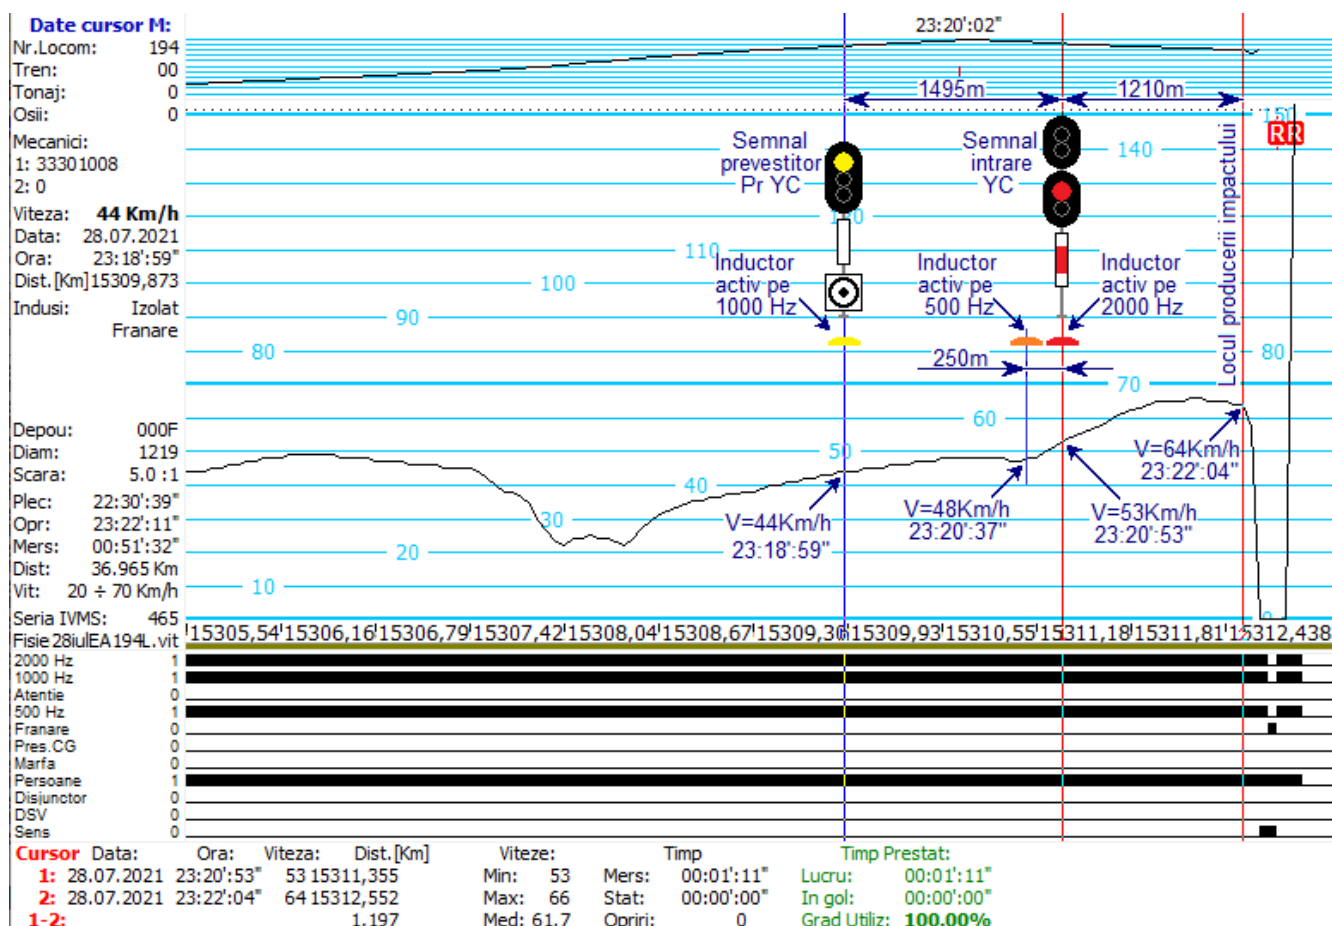 Date cursor M:
Nr.Locom: 194
Tren: 00
Tonaj: 0
Osii: 0
Mecanici:
1: 33301008
2: 0
Viteza: 44 Km/h
Data: 28.07.2021
Ora: 23:18':59"
Dist.[Km]15309,873
Indusi: Izolat
Franare
Depou: 000F
Diam: 1219
Scara: 5.0 :1
Plec: 22:30':39"
Opr: 23:22':11"
Mers: 00:51':32"
Dist: 36.965 Km
Vit: 20 ÷ 70 Km/h
Seria IVMS: 465
Fisie28iulEA194L.vit
23:20':02"
1495m
1210m
150
Semnal
prevestitor
Pr YC
Semnal
intrare
YC
140
RR
120
110
100
90
80
80
70
60
50
40
30
20
10
0
Inductor
activ pe
1000 Hz
Inductor
activ pe
500 Hz
Inductor
activ pe
2000 Hz
Locul producerii impactului
250m
V=44Km/h
23:18':59"
V=48Km/h
23:20':37"
V=53Km/h
23:20':53"
V=64Km/h
23:22':04"
'15305,54'15306,16'15306,79'15307,42'15308,04'15308,67'15309,30'15309,93'15310,55'15311,18'15311,81'15312,438
2000 Hz 1
1000 Hz 1
Atentie 0
500 Hz 1
Franare 0
Pres.CG 0
Marfa 0
Persoane 1
Disjunctor 0
DSV 0
Sens 0
Cursor Data: Ora: Viteza: Dist.[Km] Viteze: Timp Timp Prestat:
1: 28.07.2021 23:20':53" 53 15311,355 Min: 53 Mers: 00:01':11" Lucru: 00:01':11"
2: 28.07.2021 23:22':04" 64 15312,552 Max: 66 Stat: 00:00':00" In gol: 00:00':00"
1-2: 1,197 Med: 61,7 Opriri: 0 Grad Utiliz: 100.00%